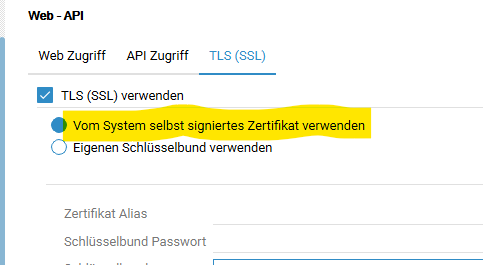 Web - API
Web Zugriff API Zugriff TLS (SSL)
TLS (SSL) verwenden
Vom System selbst signiertes Zertifikat verwenden
Eigenen Schlüsselbund verwenden
Zertifikat Alias
Schlüsselbund Passwort